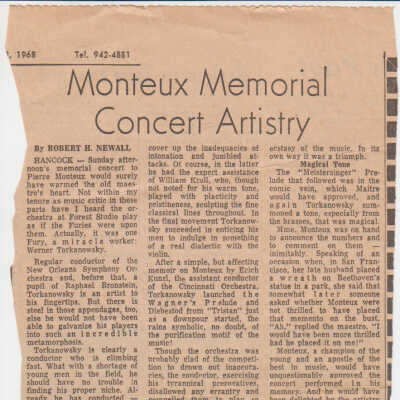 , 1968 Tel. 942-4881
Monteux Memorial
Concert Artistry
By ROBERT H. NEWALL
HANCOCK — Sunday after-
noon's memorial concert to
Pierre Monteux would surely
have warmed the old maes-
tro's heart. Not within my
tenure as music critic in these
parts have I heard the or-
chestra at Forest Studio play
as if the Furies were upon
them. Actually, it was one
Fury, a miracle worker:
Werner Torkanowsky.
Regular conductor of the
New Orleans Symphony Or-
chestra and, before that, a
pupil of Raphael Bronstein,
Torkanowsky is an artist to
his fingertips. But there is
steel in those appendages, too,
else he would not have been
able to galvanize his players
into such an incredible
metamorphosis.
Torkanowsky is clearly a
conductor who is climbing
fast. What with a shortage of
young men in the field, he
should have no trouble in
finding his proper niche. Al-
ready he has conducted
cover up the inadequacies of
intonation and jumbled at-
tacks. Of course, in the latter
he had the expert assistance
of William Krull, who, though
not noted for his warm tone,
played with plasticity and
pointedness, sculpting the fine
classical lines throughout. In
the final movement Torkanow-
sky succeeded in enticing his
men to indulge in something
of a real dialectic with the
violin.
After a simple, but affecting
memoir on Monteux by Erich
Kunzel, the assistant conductor
of the Cincinnati Orchestra,
Torkanowsky launched the
Wagner's Prelude and
Liebestod from "Tristan" just
as a downpour started, the
rains symbolic, no doubt, of
the purification motif of the
music!
Though the orchestra was
probably glad of the competi-
tion to drown out inaccura-
cies, the conductor, exercising
his tyrannical prerogatives,
disallowed any errancy and
ecstasy of the music. In its
own way it was a triumph.
Magical Tone
The "Meistersinger" Prel-
ude that followed was in the
comic vein, which Maitre
would have approved, and
again Torkanowsky sum-
moned a tone, especially from
the brasses, that was magical.
Mme. Monteux was on hand
to announce the numbers and
to comment on them —
inimitably. Speaking of an
occasion when, in San Fran-
cisco, her late husband placed
a wreath on Beethoven's
statue in a park, she said that
somewhat later someone
asked whether Monteux were
not thrilled to have placed
that memento on the bust.
"Ah," replied the maestro. "I
would have been more thrilled
had he placed it on me!"
Monteux, a champion of the
young and an apostle of the
best in music, would have
unquestionably approved the
concert performed in his
memory. And he would have